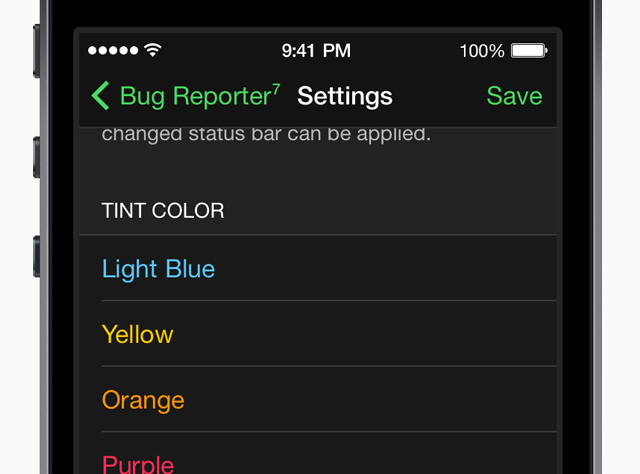 9:41 PM 100%
Bug Reporter⁷ Settings Save
changed status bar can be applied.
TINT COLOR
Light Blue
Yellow
Orange
Purple